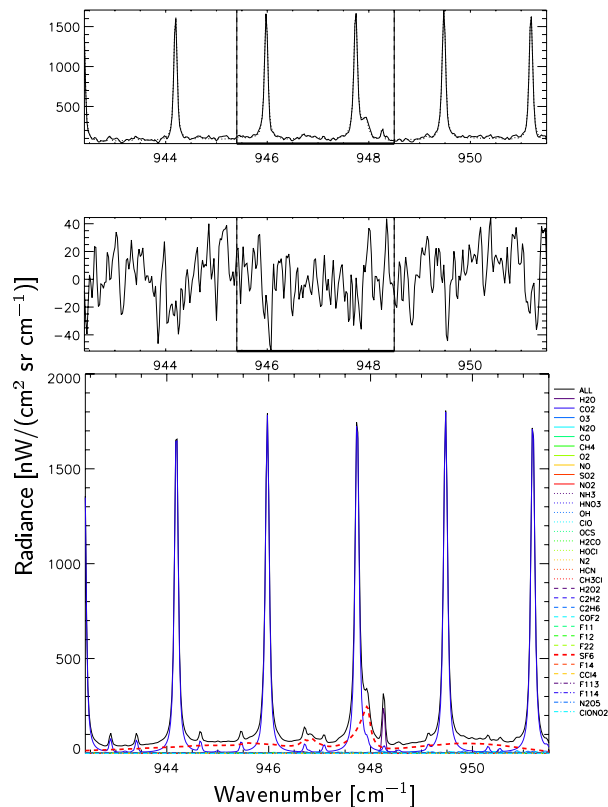 1500
1000
500
944
946
948
950
40
20
0
−20
−40
944
946
948
950
2000
1500
1000
500
0
944
946
948
950
Radiance [nW/(cm² sr cm⁻¹)]
Wavenumber [cm⁻¹]
ALL
H2O
CO2
O3
N2O
CO
CH4
O2
NO
SO2
NO2
NH3
HNO3
OH
ClO
OCS
H2CO
HOCl
N2
HCN
CH3Cl
H2O2
C2H2
C2H6
COF2
F11
F12
F22
SF6
F14
CCl4
F113
F114
N2O5
ClONO2